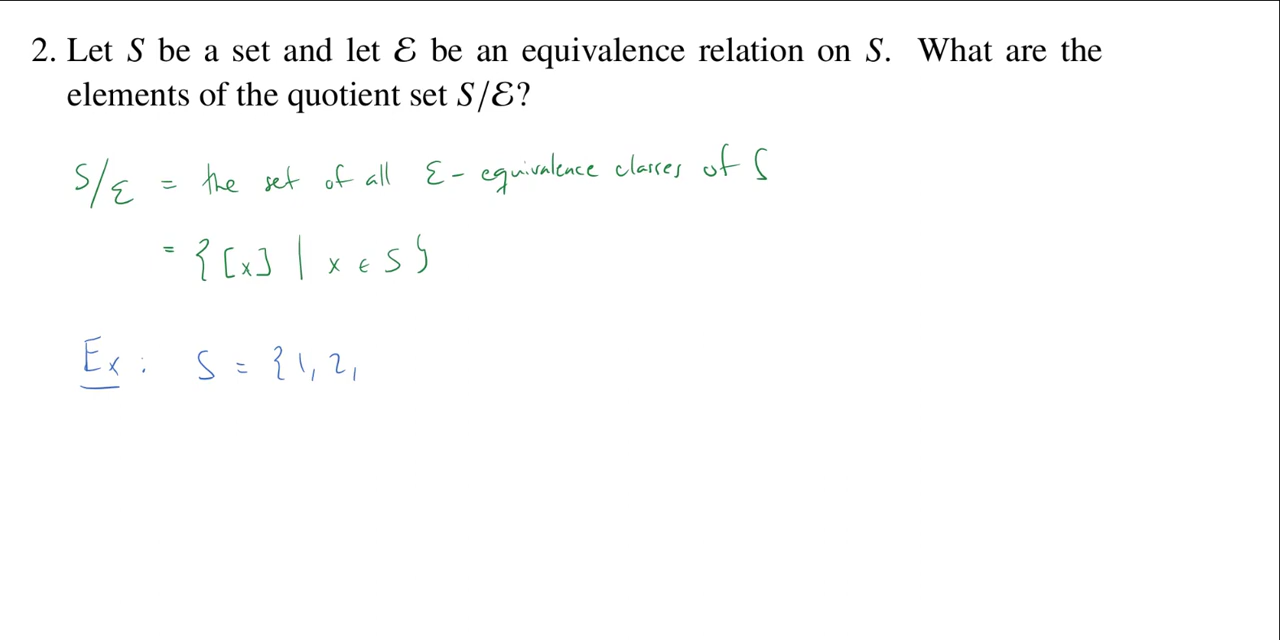 2. Let S be a set and let ℰ be an equivalence relation on S. What are the
elements of the quotient set S/ℰ?
S/ℰ = the set of all ℰ- equivalence classes of S
= {[x] | x ∈ S}
Ex: S = {1, 2,